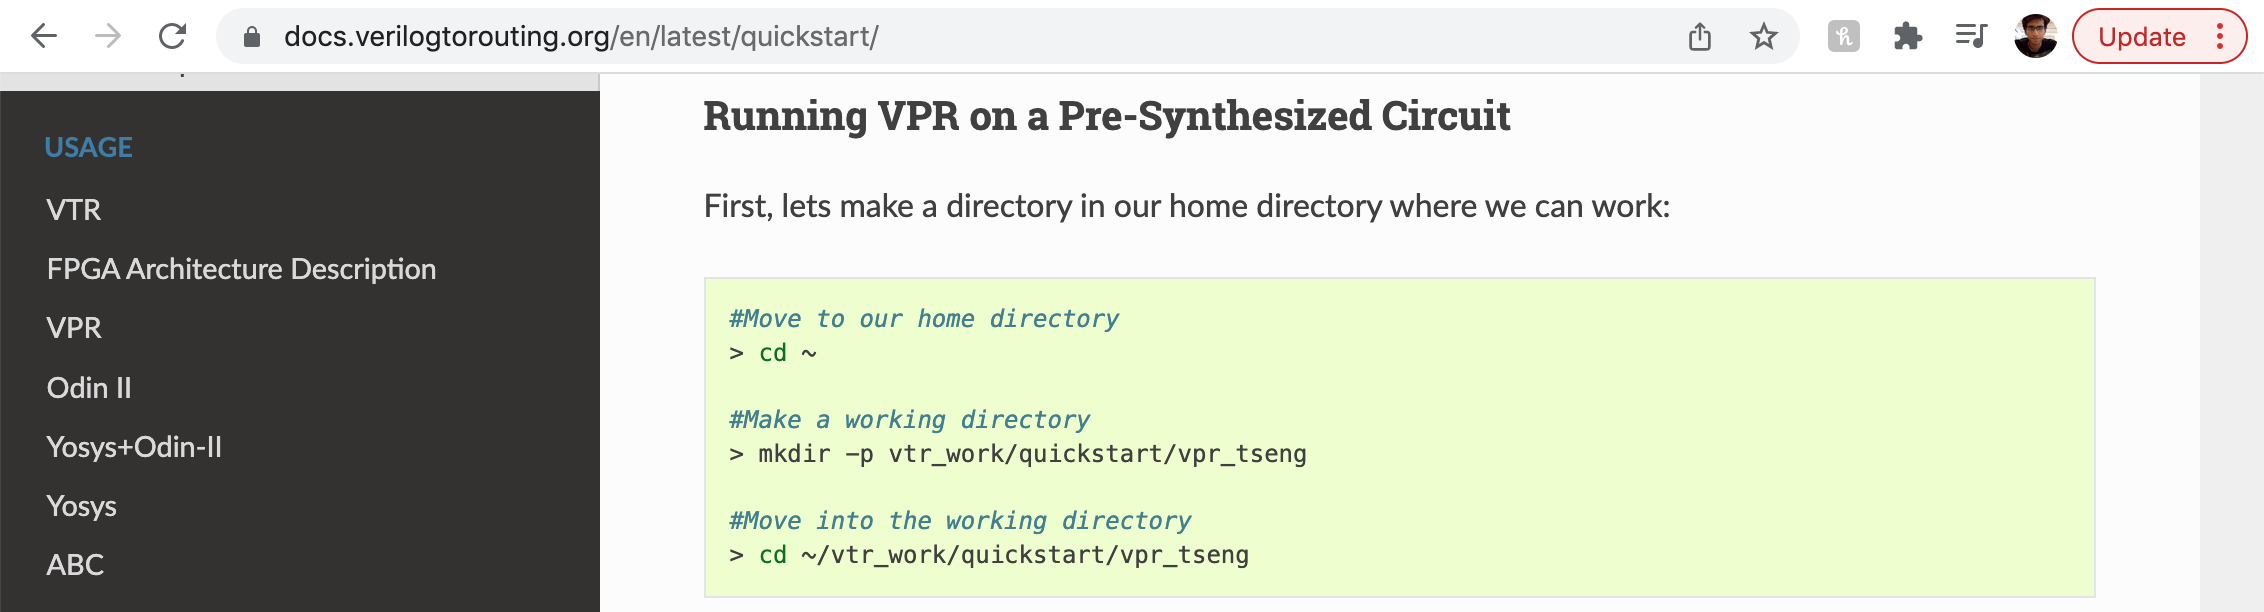 docs.verilogtorouting.org/en/latest/quickstart/
Update
USAGE
VTR
FPGA Architecture Description
VPR
Odin II
Yosys+Odin-II
Yosys
ABC
Running VPR on a Pre-Synthesized Circuit
First, lets make a directory in our home directory where we can work:
#Move to our home directory
> cd ~
#Make a working directory
> mkdir -p vtr_work/quickstart/vpr_tseng
#Move into the working directory
> cd ~/vtr_work/quickstart/vpr_tseng